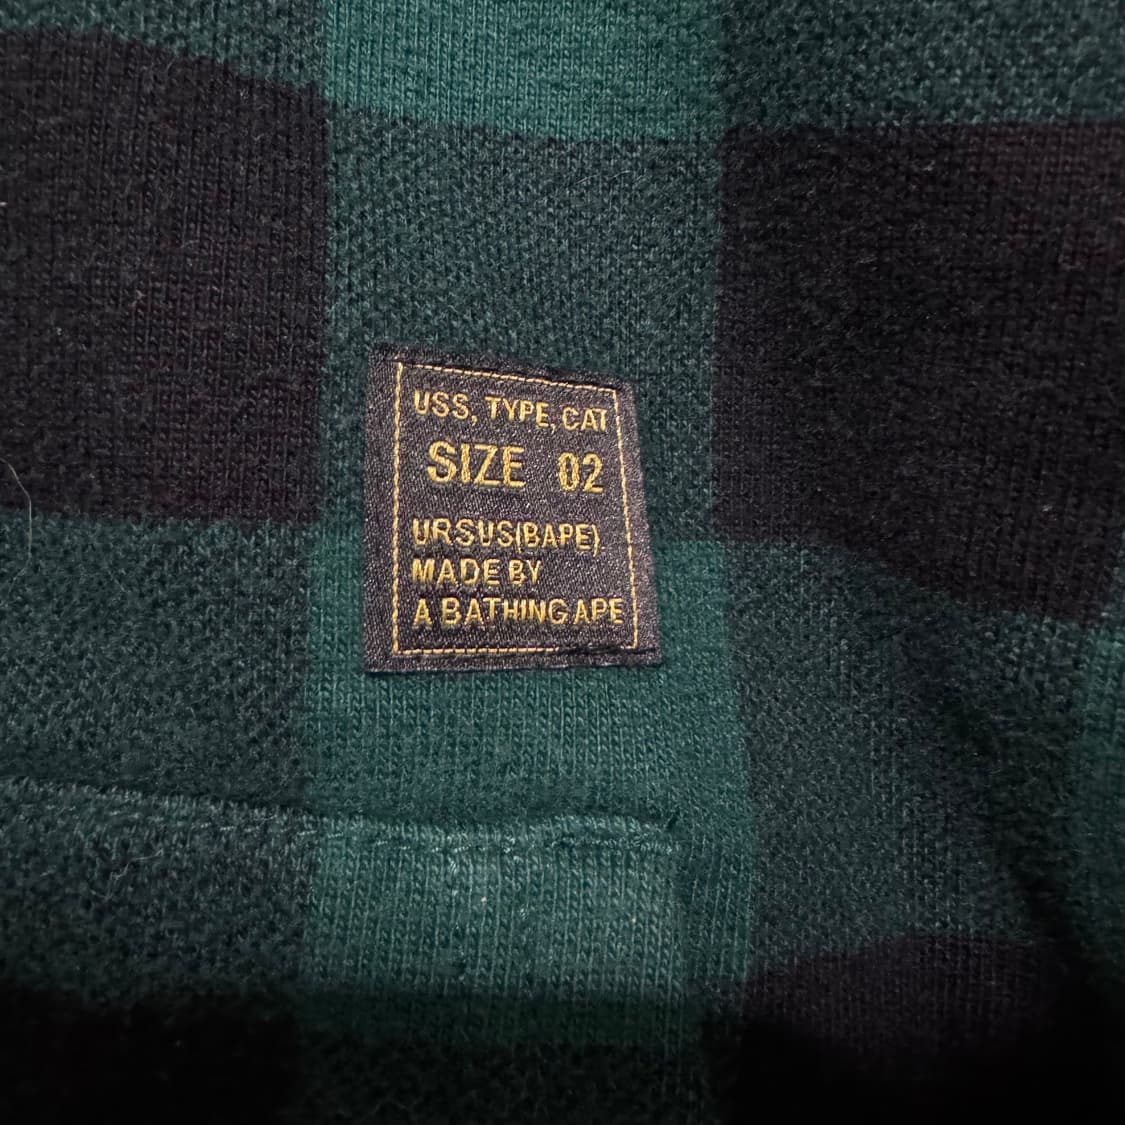 USS, TYPE, CAT
SIZE 02
URSUS(BAPE).
MADE BY
A BATHING APE